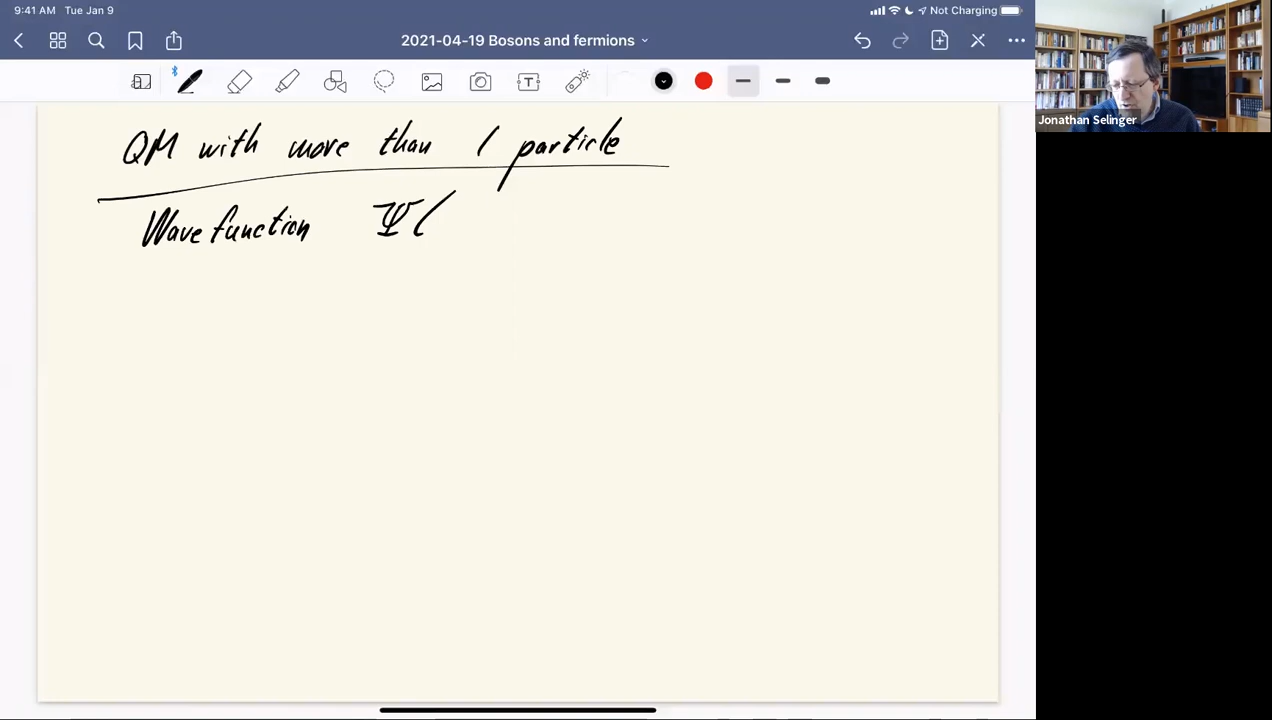 9:41 AM Tue Jan 9
Not Charging
2021-04-19 Bosons and fermions
T
Jonathan Selinger
QM with more than 1 particle
Wave function Ψ(